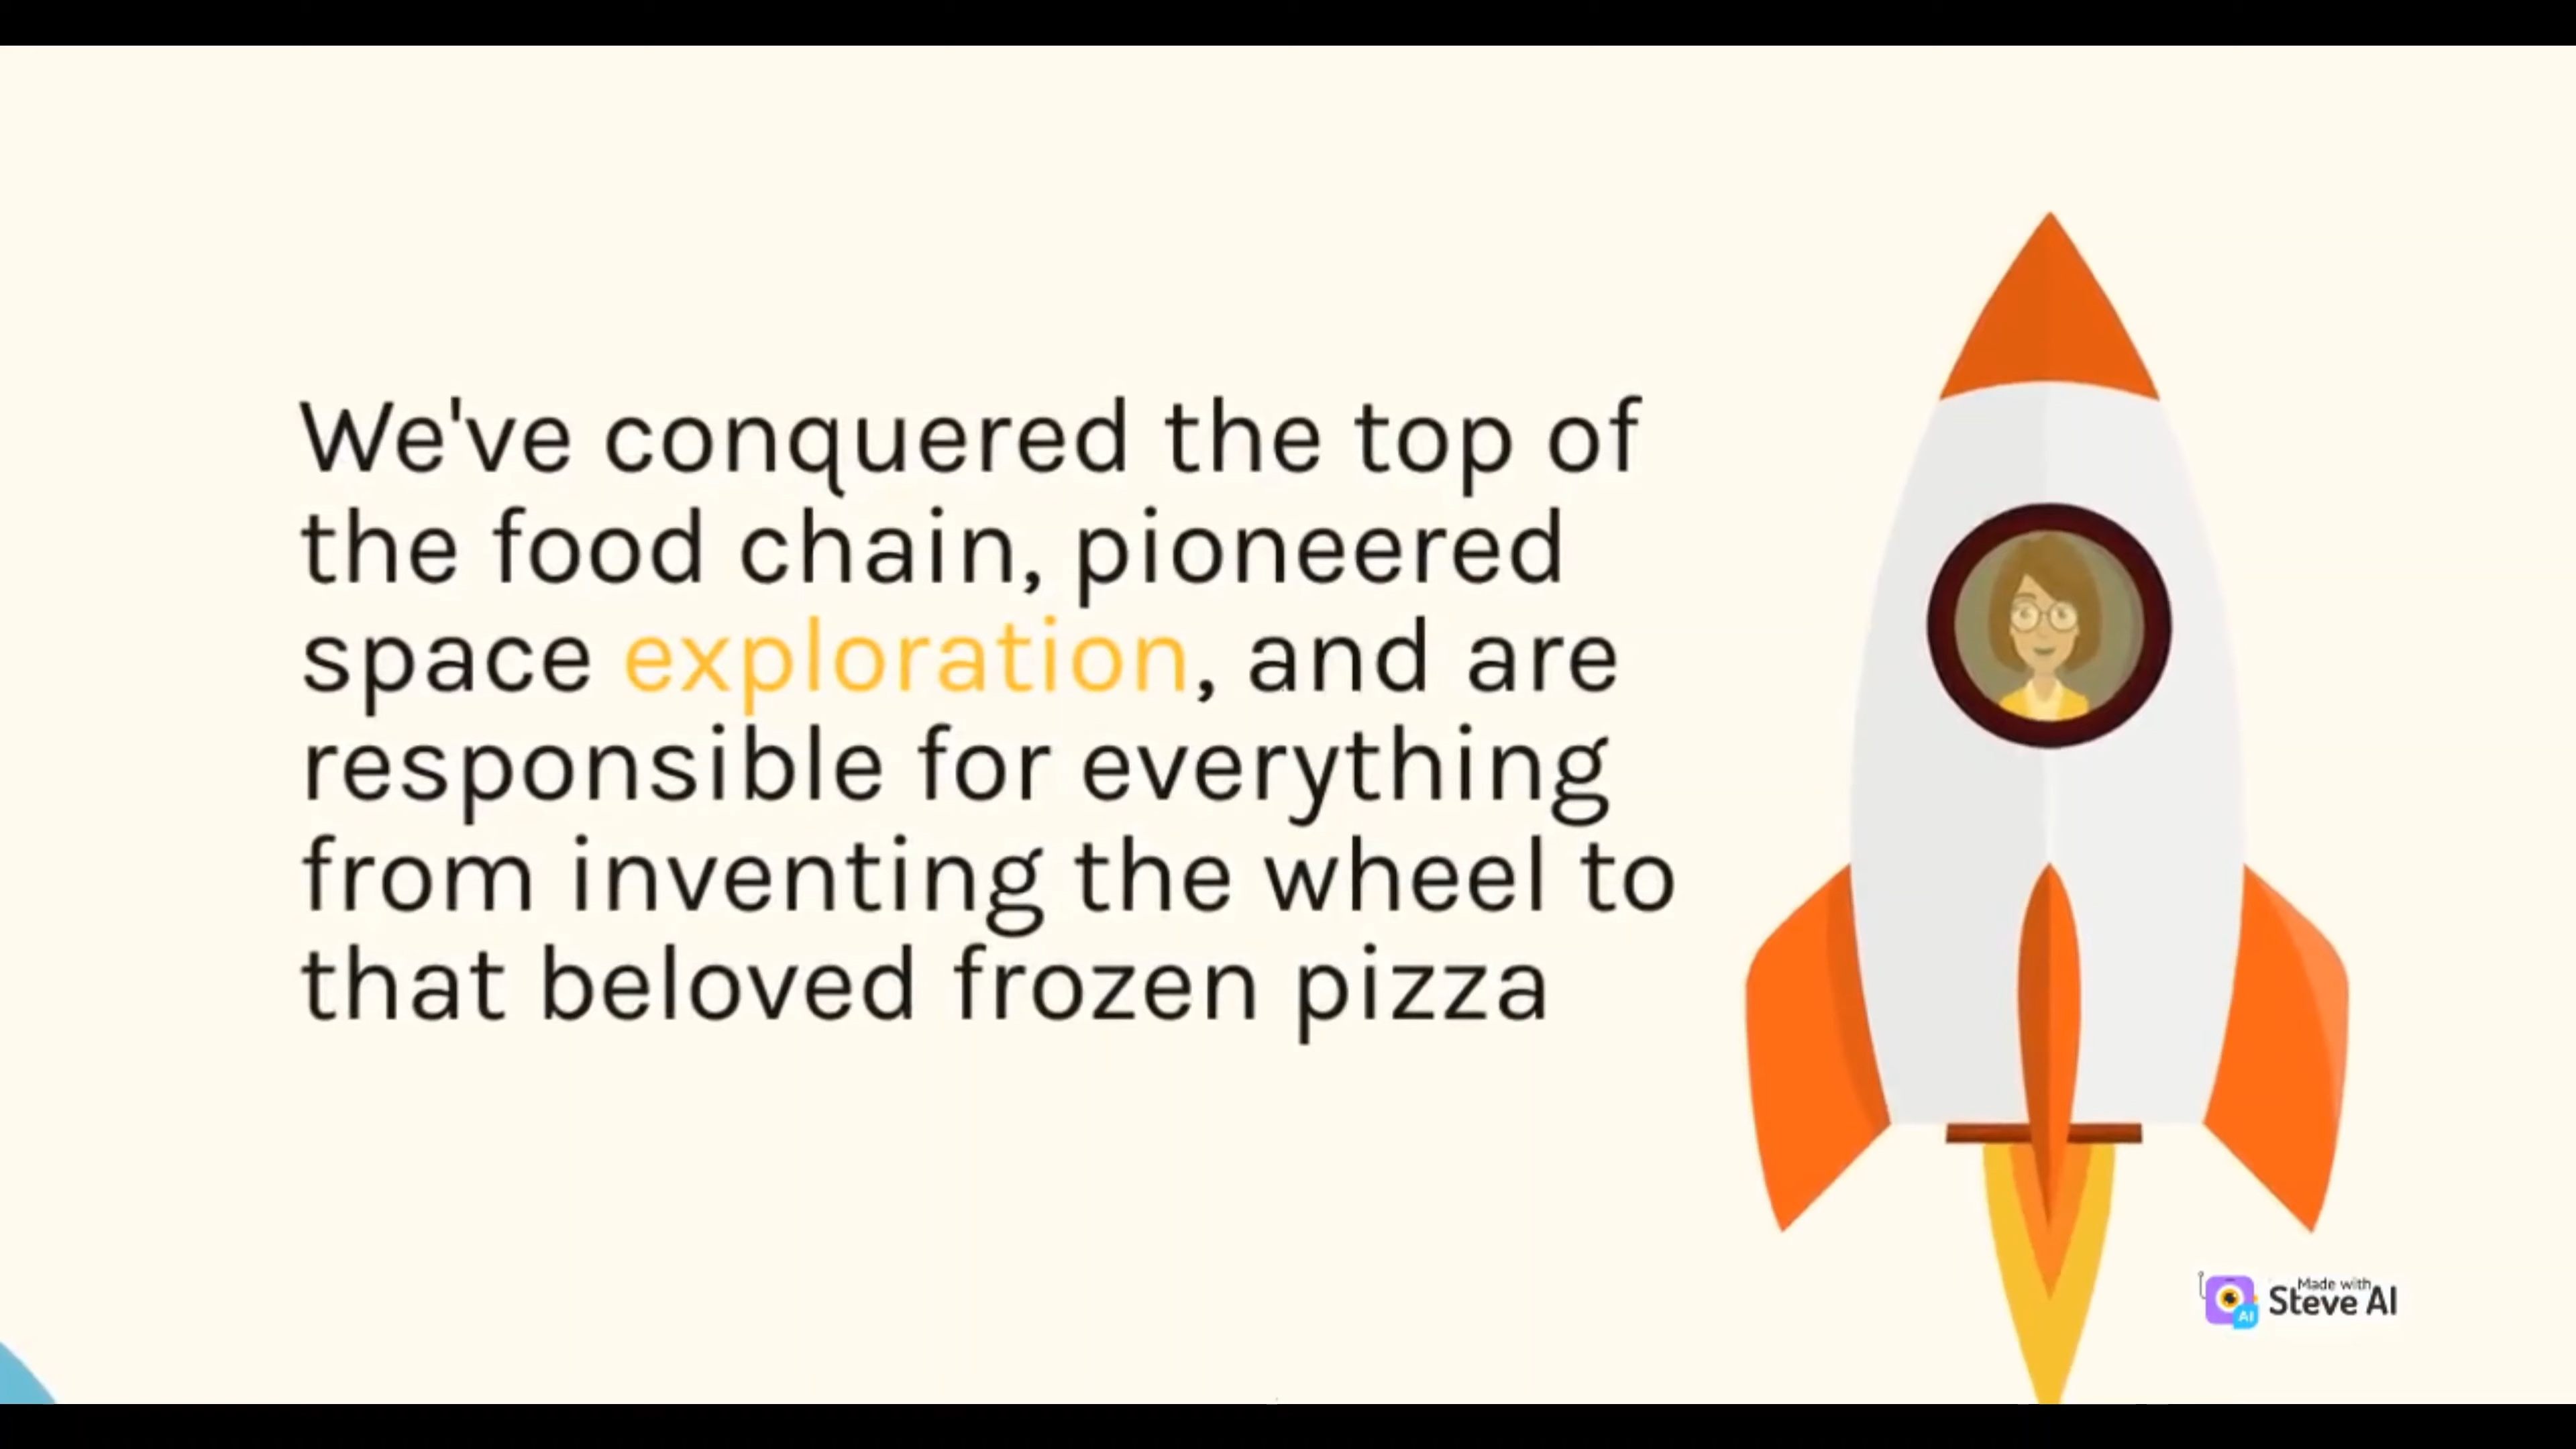 We've conquered the top of
the food chain, pioneered
space exploration, and are
responsible for everything
from inventing the wheel to
that beloved frozen pizza
Made with
Steve AI
AI